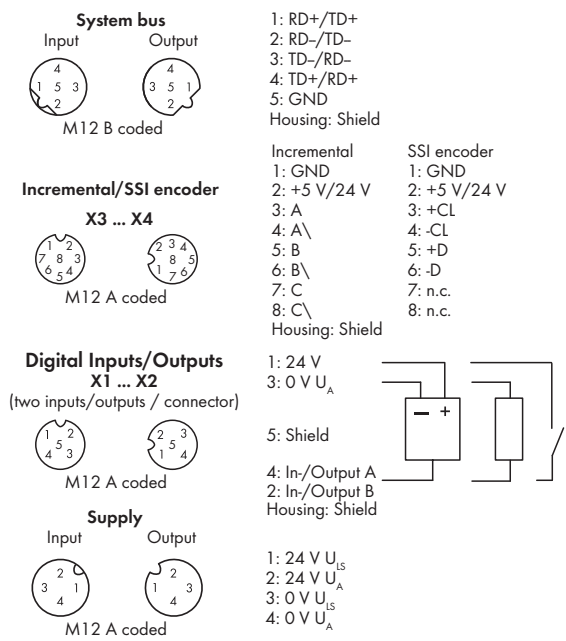 System bus
Input Output
4
1 5 3
2
4
3 5 1
2
M12 B coded
1: RD+/TD+
2: RD–/TD–
3: TD–/RD–
4: TD+/RD+
5: GND
Housing: Shield
Incremental/SSI encoder
X3 ... X4
1 2
7 8 3
6 5 4
2 3 4
8 5
1 7 6
M12 A coded
Incremental SSI encoder
1: GND 1: GND
2: +5 V/24 V 2: +5 V/24 V
3: A 3: +CL
4: A\ 4: -CL
5: B 5: +D
6: B\ 6: -D
7: C 7: n.c.
8: C\ 8: n.c.
Housing: Shield
Digital Inputs/Outputs
X1 ... X2
(two inputs/outputs / connector)
1 2
5
4 3
2 3
5
1 4
M12 A coded
1: 24 V
3: 0 V U_A
– +
5: Shield
4: In-/Output A
2: In-/Output B
Housing: Shield
Supply
Input Output
2
3 1
4
2
1 3
4
M12 A coded
1: 24 V U_LS
2: 24 V U_A
3: 0 V U_LS
4: 0 V U_A